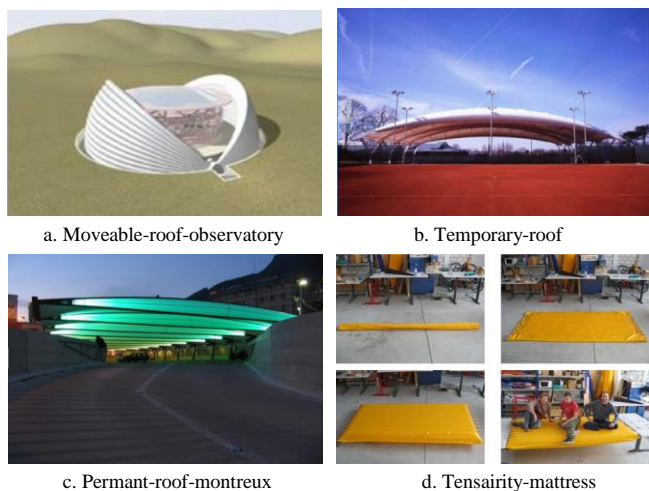 a. Moveable-roof-observatory
b. Temporary-roof
c. Permant-roof-montreux
d. Tensairity-mattress